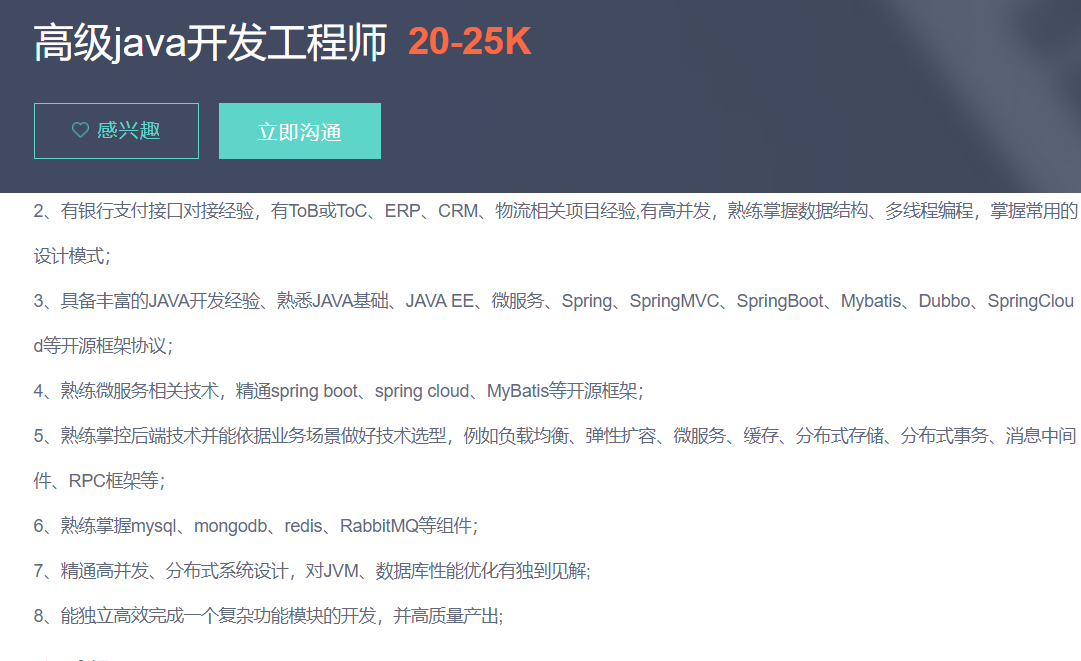 高级java开发工程师 20-25K
感兴趣 立即沟通
2、有银行支付接口对接经验，有ToB或ToC、ERP、CRM、物流相关项目经验,有高并发，熟练掌握数据结构、多线程编程，掌握常用的
设计模式；
3、具备丰富的JAVA开发经验、熟悉JAVA基础、JAVA EE、微服务、Spring、SpringMVC、SpringBoot、Mybatis、Dubbo、SpringClou
d等开源框架协议；
4、熟练微服务相关技术，精通spring boot、spring cloud、MyBatis等开源框架；
5、熟练掌控后端技术并能依据业务场景做好技术选型，例如负载均衡、弹性扩容、微服务、缓存、分布式存储、分布式事务、消息中间
件、RPC框架等；
6、熟练掌握mysql、mongodb、redis、RabbitMQ等组件；
7、精通高并发、分布式系统设计，对JVM、数据库性能优化有独到见解;
8、能独立高效完成一个复杂功能模块的开发，并高质量产出;